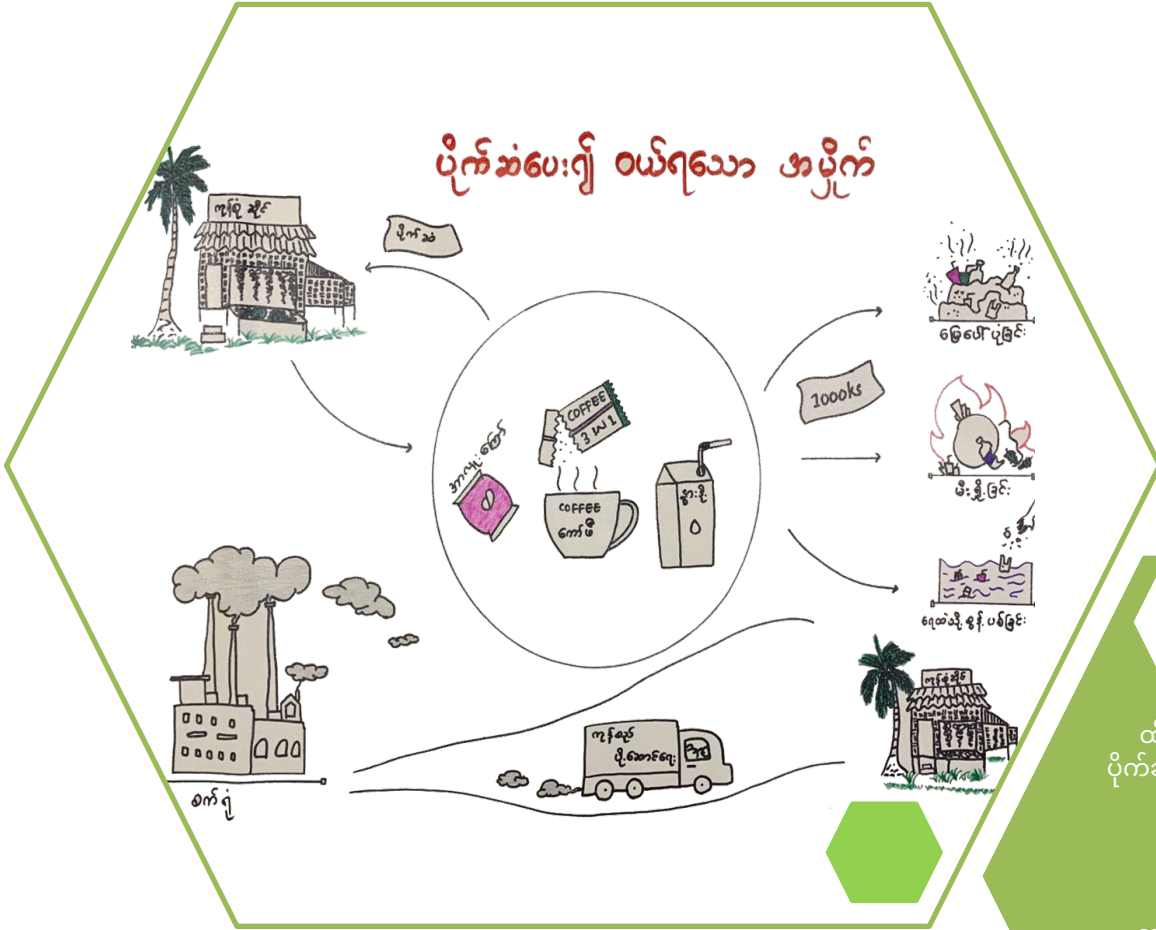 ပိုက်ဆံပေး၍ ဝယ်ရသော အမှိုက်
ကုန်စုံ ဆိုင်
ပိုက်ဆံ
မြေပေါ်ပုံခြင်း
1000ks
မီးရှို့ခြင်း
COFFEE
3 IN 1
အာလူးကြော်
COFFEE
ကော်ဖီ
နွားနို့
ရေထဲသို့စွန့်ပစ်ခြင်း
ကုန်စုံဆိုင်
ကုန်စည်
ပို့ဆောင်ရေး
စက်ရုံ